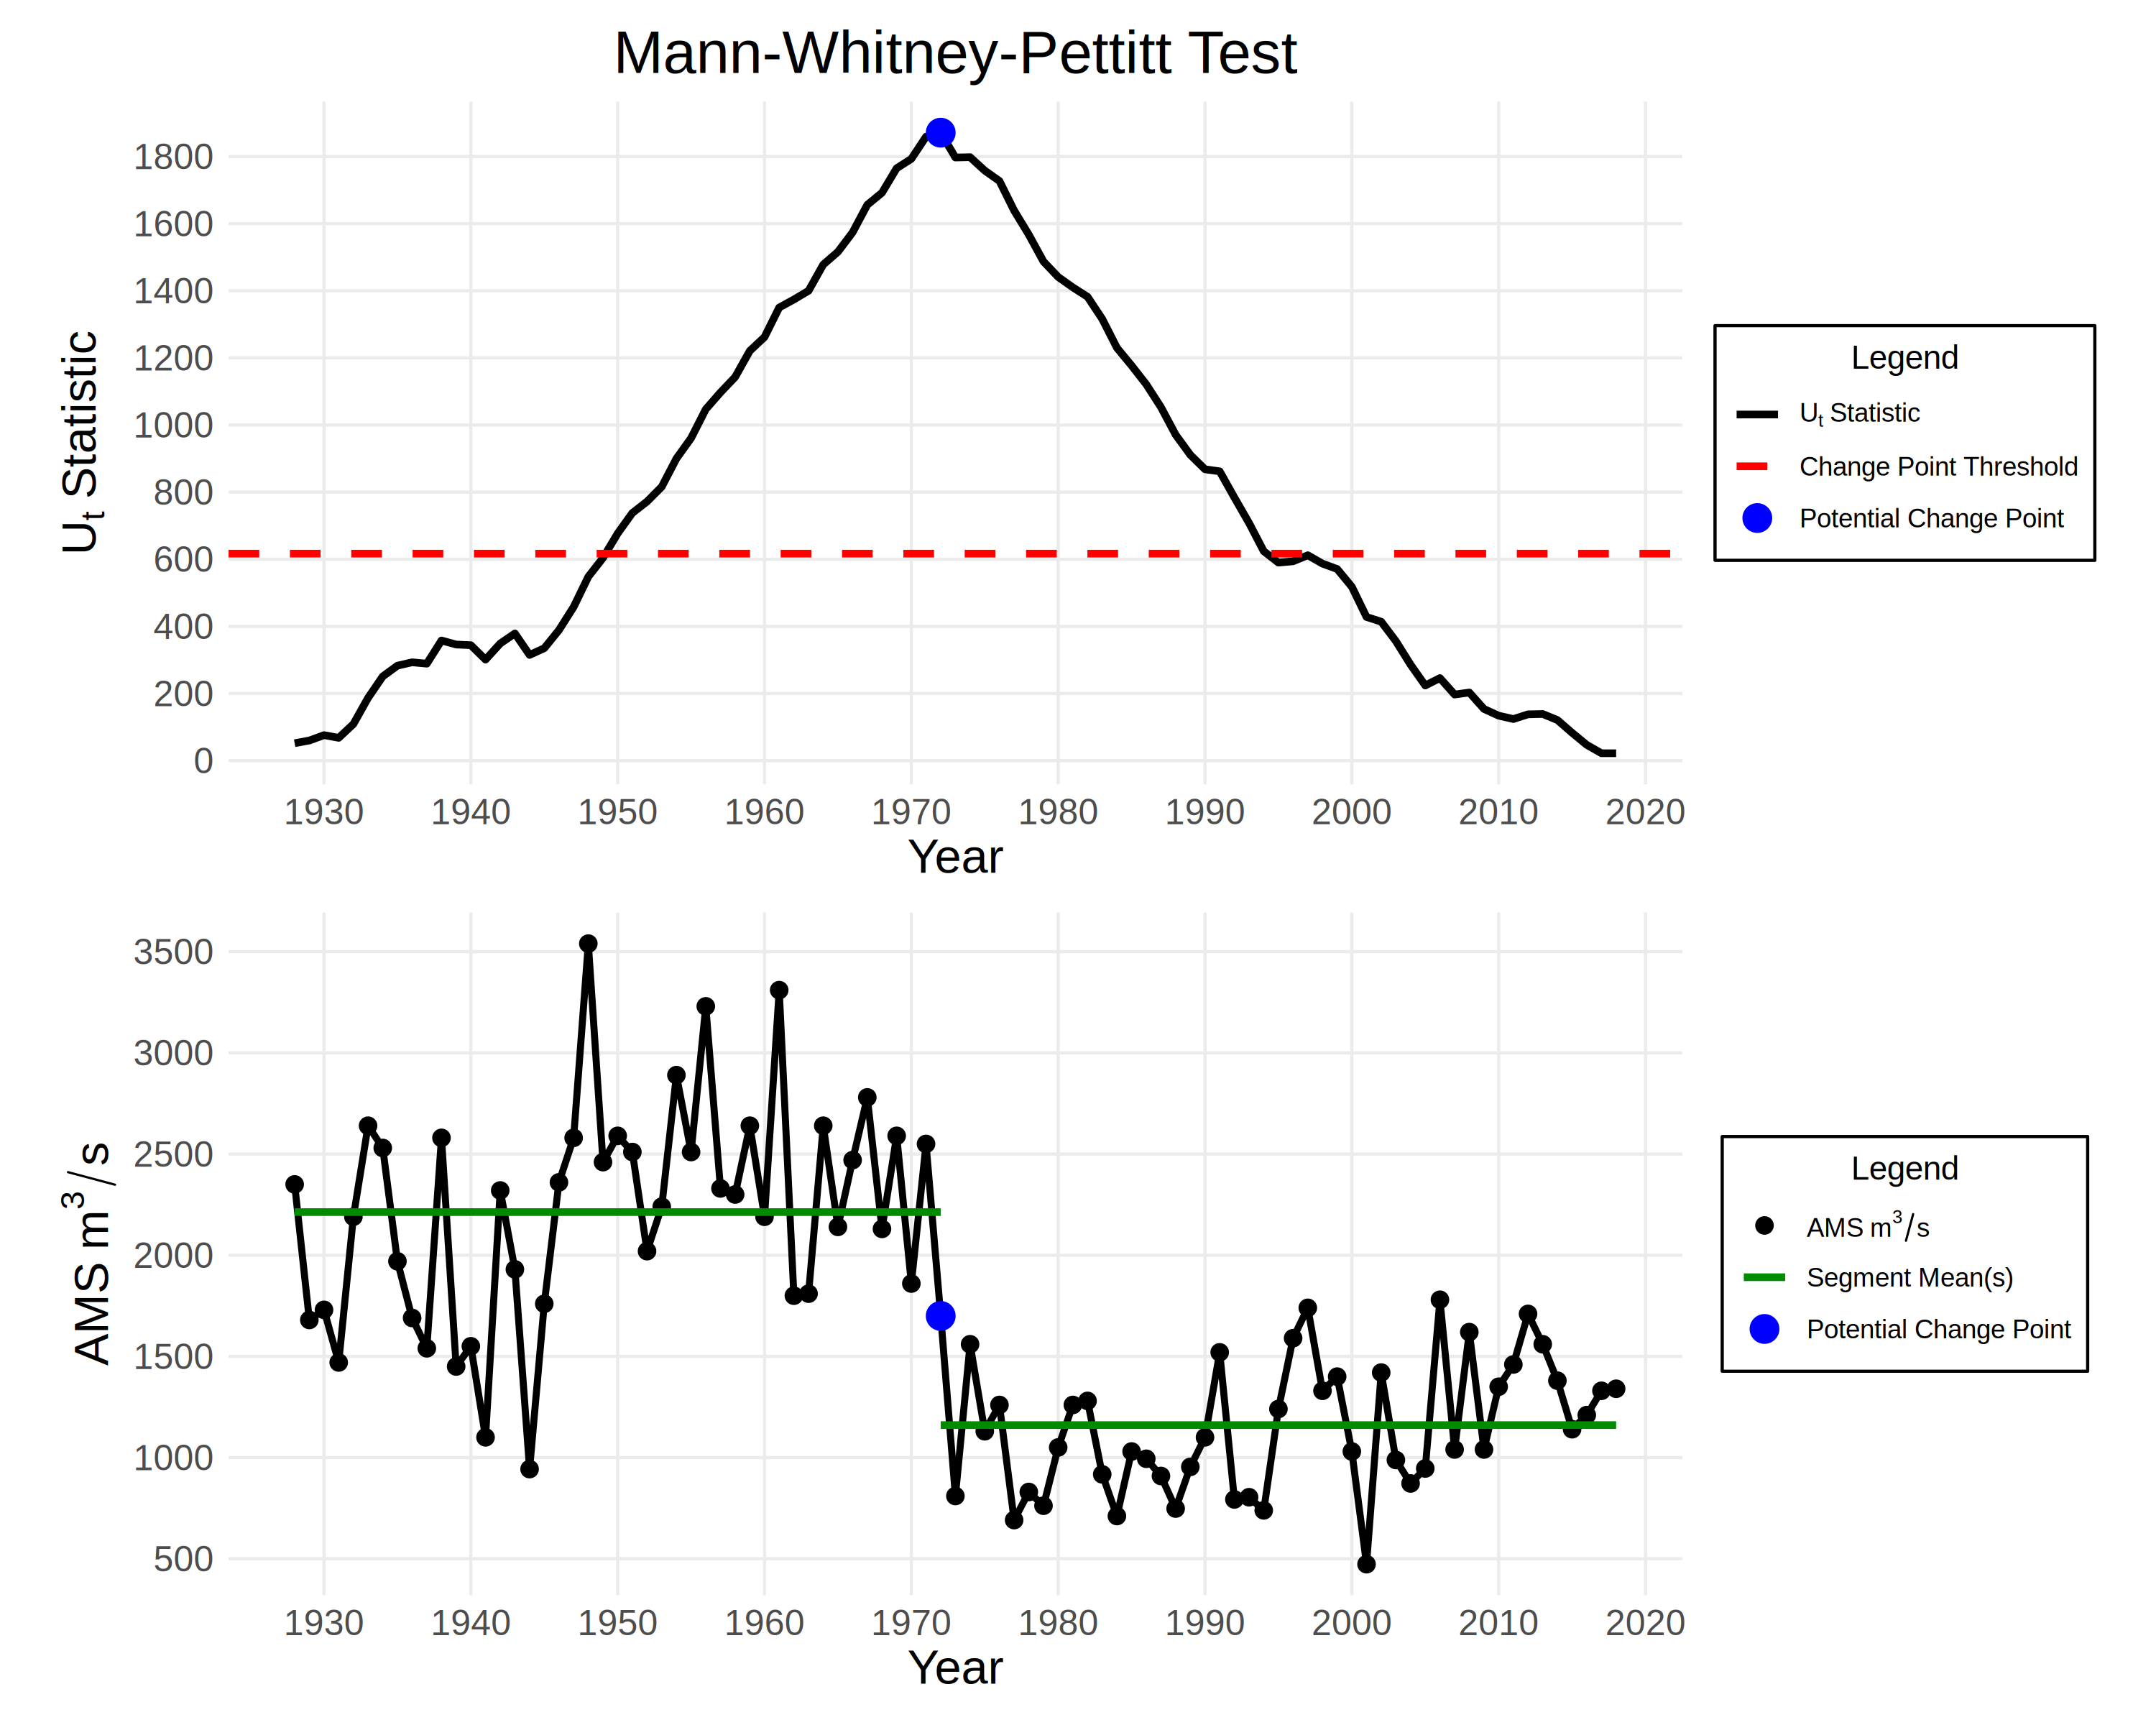 Mann-Whitney-Pettitt Test
Ut Statistic
1800
1600
1400
1200
1000
800
600
400
200
0
1930 1940 1950 1960 1970 1980 1990 2000 2010 2020
Year
Legend
Ut Statistic
Change Point Threshold
Potential Change Point
AMS m³/s
3500
3000
2500
2000
1500
1000
500
1930 1940 1950 1960 1970 1980 1990 2000 2010 2020
Year
Legend
AMS m³/s
Segment Mean(s)
Potential Change Point